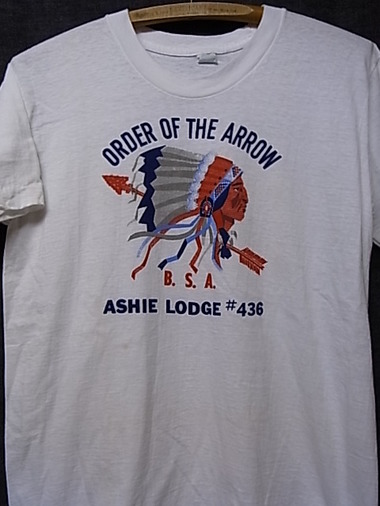 ORDER OF THE ARROW
B. S. A.
ASHIE LODGE #436